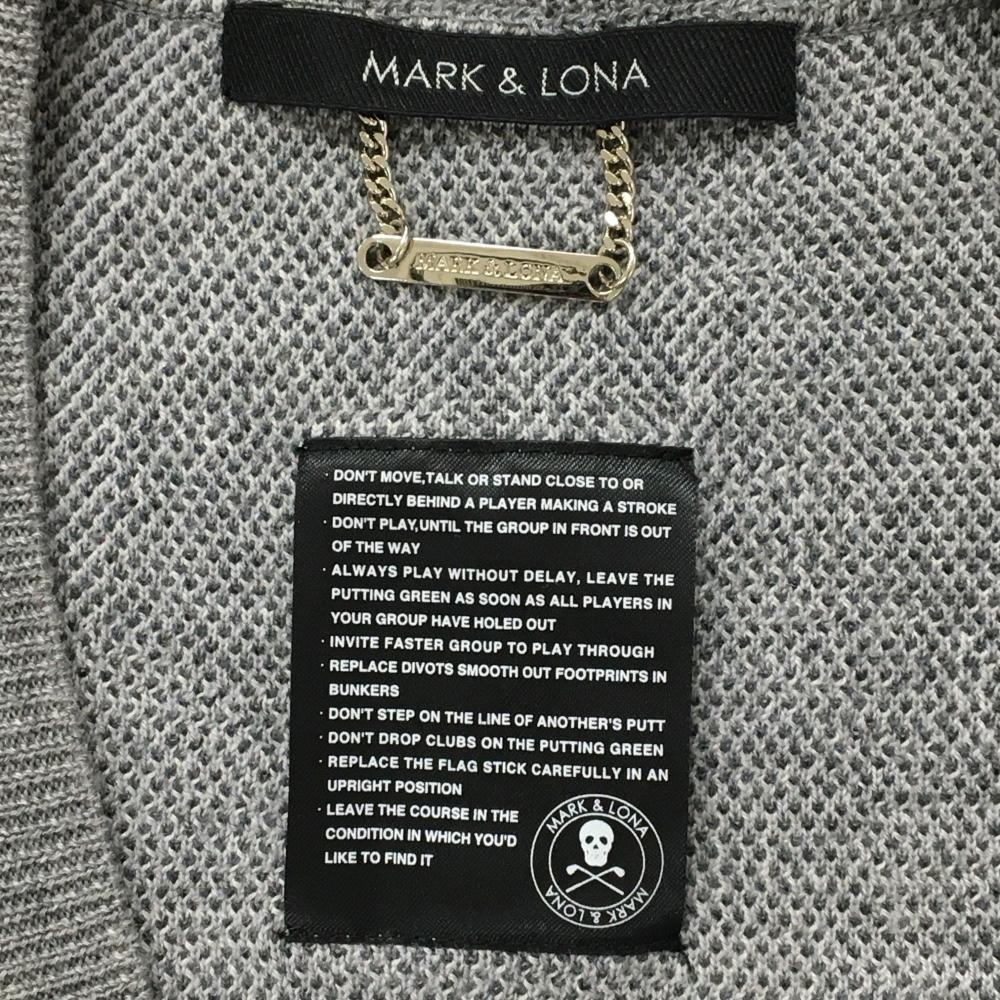 MARK & LONA
MARK & LONA
· DON'T MOVE,TALK OR STAND CLOSE TO OR
DIRECTLY BEHIND A PLAYER MAKING A STROKE
· DON'T PLAY,UNTIL THE GROUP IN FRONT IS OUT
OF THE WAY
· ALWAYS PLAY WITHOUT DELAY, LEAVE THE
PUTTING GREEN AS SOON AS ALL PLAYERS IN
YOUR GROUP HAVE HOLED OUT
· INVITE FASTER GROUP TO PLAY THROUGH
· REPLACE DIVOTS SMOOTH OUT FOOTPRINTS IN
BUNKERS
· DON'T STEP ON THE LINE OF ANOTHER'S PUTT
· DON'T DROP CLUBS ON THE PUTTING GREEN
· REPLACE THE FLAG STICK CAREFULLY IN AN
UPRIGHT POSITION
· LEAVE THE COURSE IN THE
CONDITION IN WHICH YOU'D
LIKE TO FIND IT
MARK & LONA
MARK & LONA